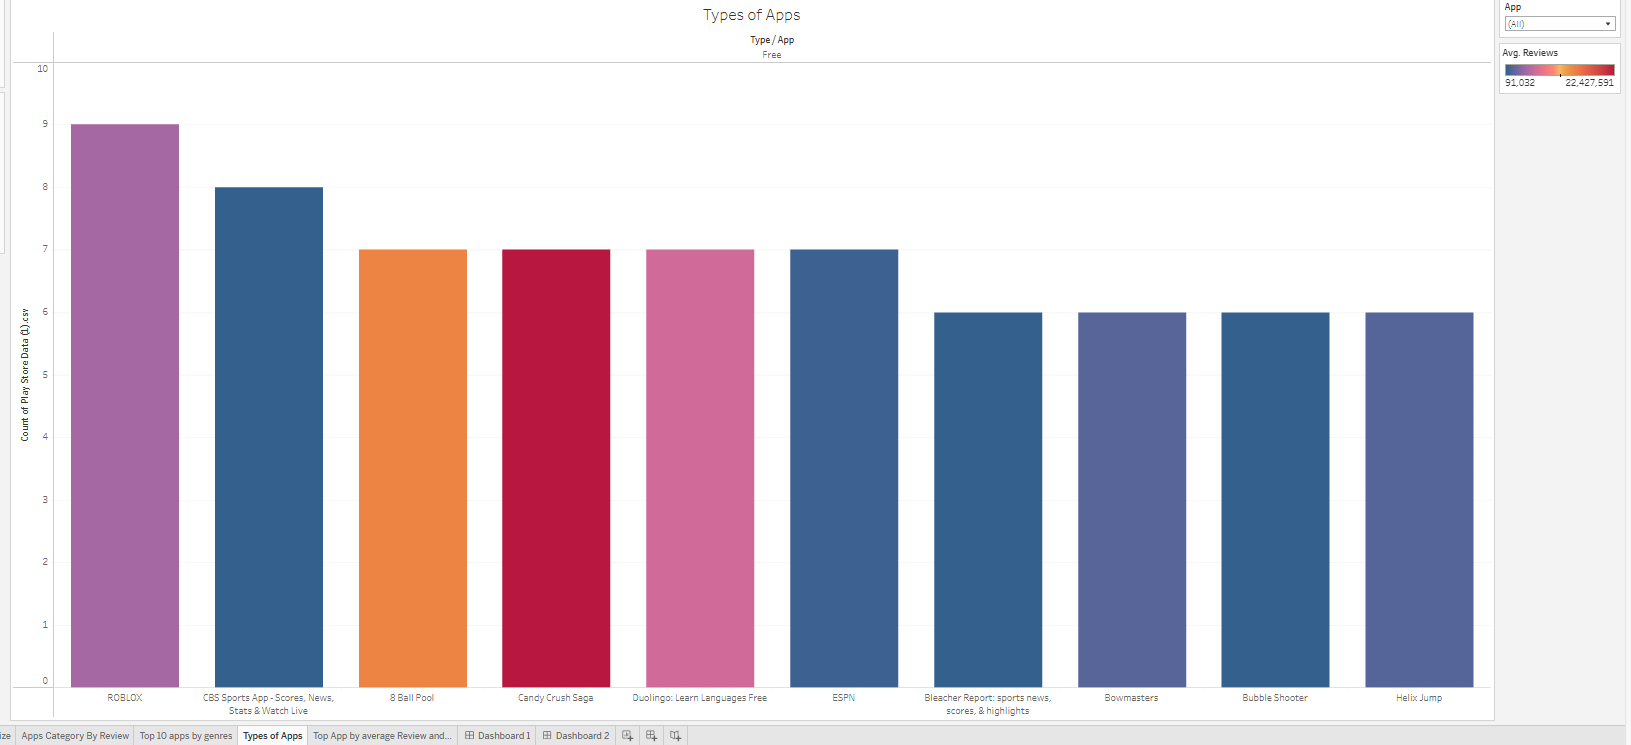 Types of Apps
Type / App
Free
10
9
8
7
6
5
4
3
2
1
0
Count of Play Store Data (1).csv
ROBLOX
CBS Sports App - Scores, News,
Stats & Watch Live
8 Ball Pool
Candy Crush Saga
Duolingo: Learn Languages Free
ESPN
Bleacher Report: sports news,
scores, & highlights
Bowmasters
Bubble Shooter
Helix Jump
App
(All)
Avg. Reviews
91,032 22,427,591
ize
Apps Category By Review
Top 10 apps by genres
Types of Apps
Top App by average Review and...
Dashboard 1
Dashboard 2